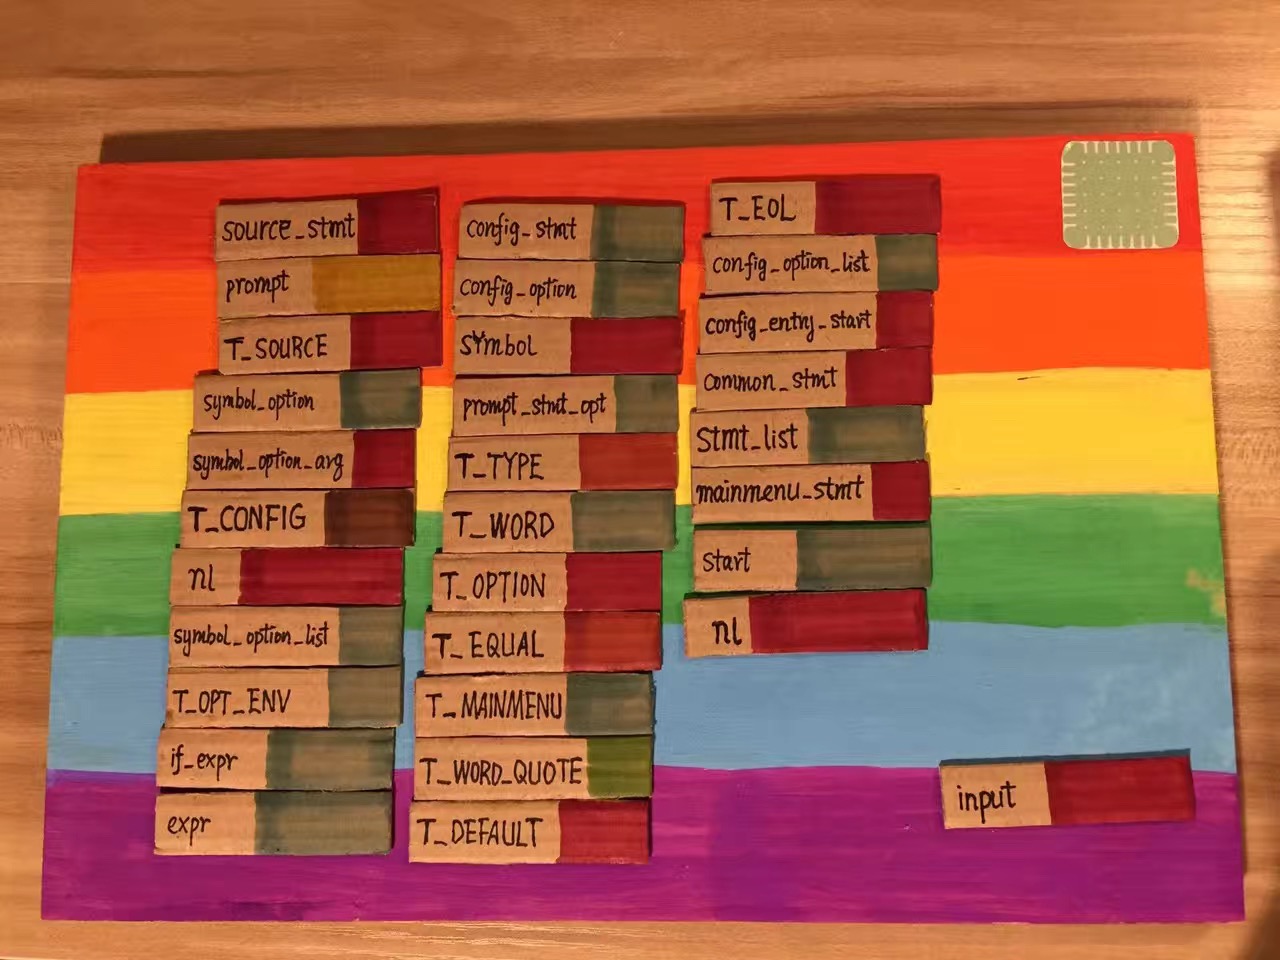 source_stmt
prompt
T_SOURCE
symbol_option
symbol_option_arg
T_CONFIG
nl
symbol_option_list
T_OPT_ENV
if_expr
expr
config_stmt
config_option
symbol
prompt_stmt_opt
T_TYPE
T_WORD
T_OPTION
T_EQUAL
T_MAINMENU
T_WORD_QUOTE
T_DEFAULT
T_EOL
config_option_list
config_entry_start
common_stmt
stmt_list
mainmenu_stmt
start
nl
input